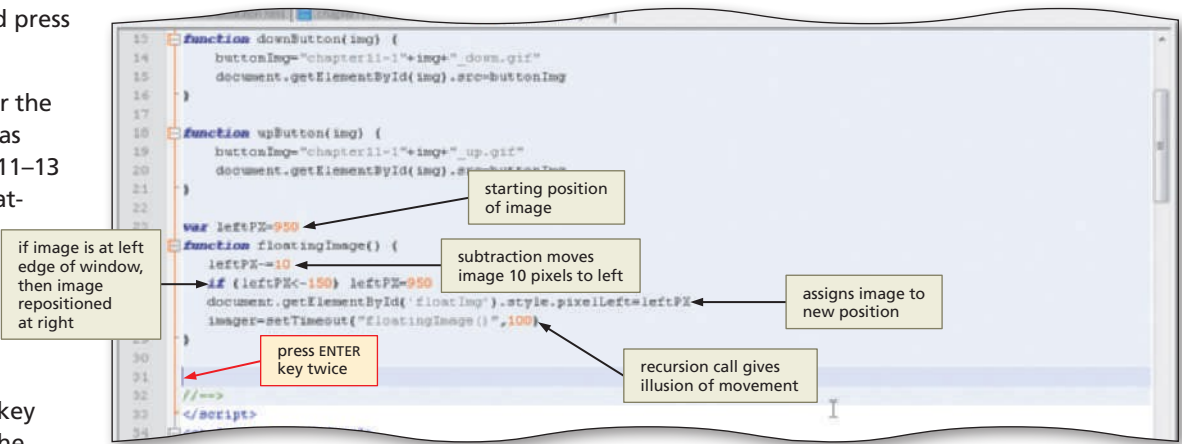 d press
r the
as
11–13
at-
key
he
13 function downButton(img) {
14 buttonImg="chapter11-1"+img+"_down.gif"
15 document.getElementById(img).src=buttonImg
16 }
17
18 function upButton(img) {
19 buttonImg="chapter11-1"+img+"_up.gif"
20 document.getElementById(img).src=buttonImg
21 }
22
23 var leftPX=950
function floatingImage() {
leftPX-=10
if (leftPX<-150) leftPX=950
document.getElementById('floatImg').style.pixelLeft=leftPX
imager=setTimeout("floatingImage()",100)
29 }
30
31
32 //-->
33 </script>
34
starting position
of image
if image is at left
edge of window,
then image
repositioned
at right
subtraction moves
image 10 pixels to left
assigns image to
new position
press ENTER
key twice
recursion call gives
illusion of movement